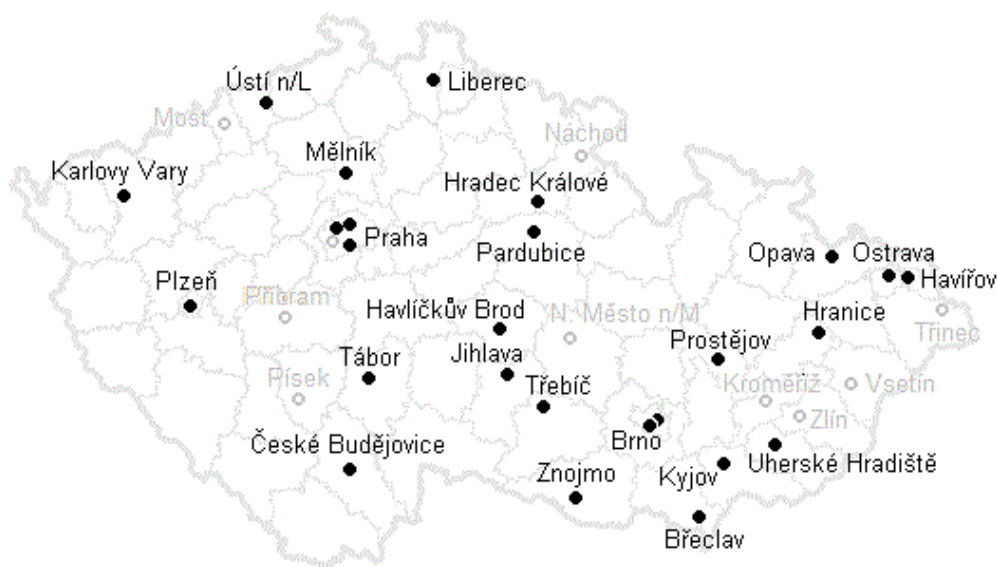 Ústí n/L
Liberec
Most
Náchod
Mělník
Karlovy Vary
Hradec Králové
Praha
Pardubice
Opava
Ostrava
Havířov
Plzeň
Příbram
Havlíčkův Brod
N. Město n/M
Hranice
Třinec
Prostějov
Tábor
Jihlava
Písek
Třebíč
Kroměříž
Vsetín
Zlín
České Budějovice
Brno
Znojmo
Kyjov
Uherské Hradiště
Břeclav